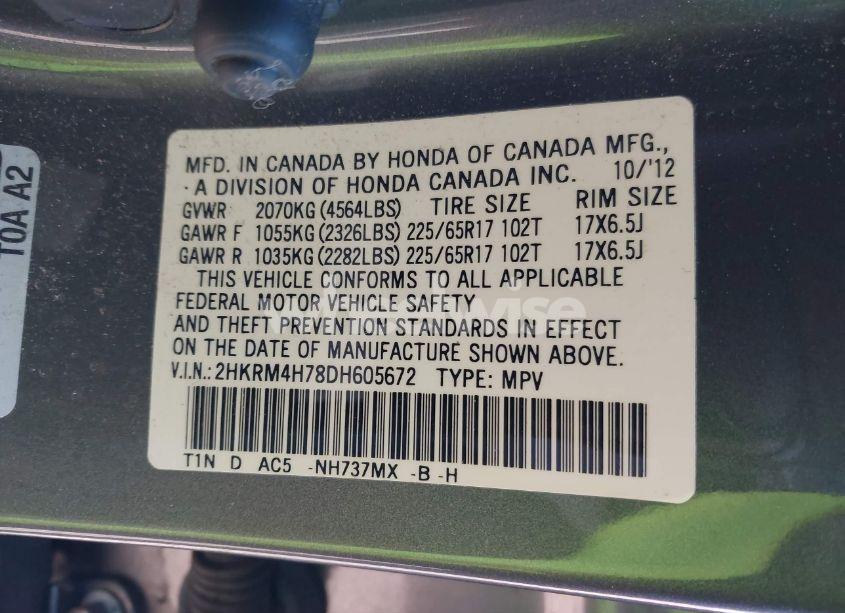 MFD. IN CANADA BY HONDA OF CANADA MFG.,
A DIVISION OF HONDA CANADA INC. 10/'12
GVWR 2070KG (4564LBS) TIRE SIZE RIM SIZE
GAWR F 1055KG (2326LBS) 225/65R17 102T 17X6.5J
GAWR R 1035KG (2282LBS) 225/65R17 102T 17X6.5J
THIS VEHICLE CONFORMS TO ALL APPLICABLE
FEDERAL MOTOR VEHICLE SAFETY
AND THEFT PREVENTION STANDARDS IN EFFECT
ON THE DATE OF MANUFACTURE SHOWN ABOVE.
V.I.N.: 2HKRM4H78DH605672 TYPE: MPV
T1N D AC5 -NH737MX -B -H
T0A A2